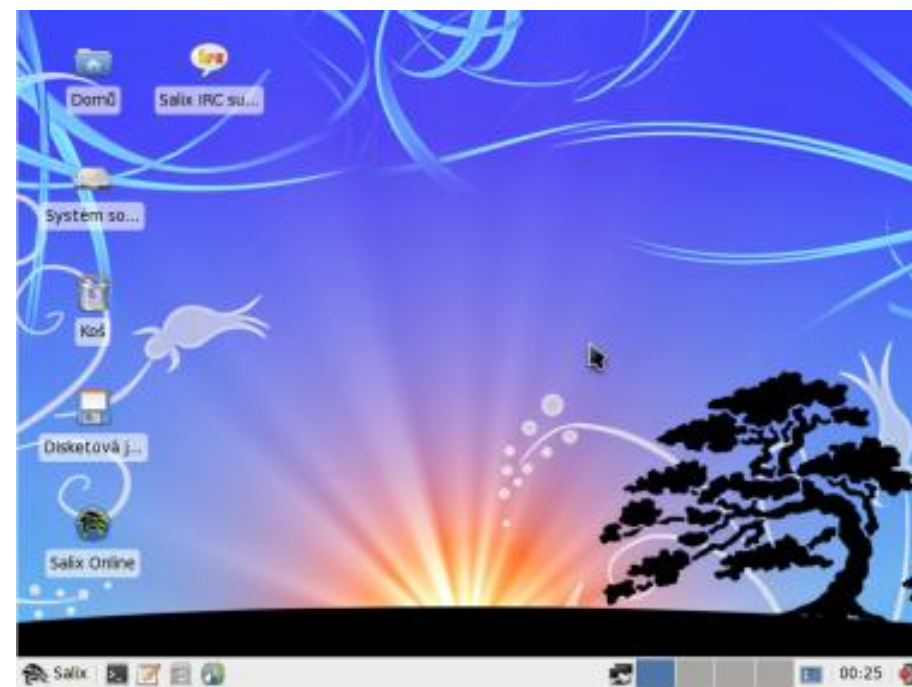 Domů
Salix IRC su...
Systém so...
Koš
Disketová j...
Salix Online
Salix
00:25